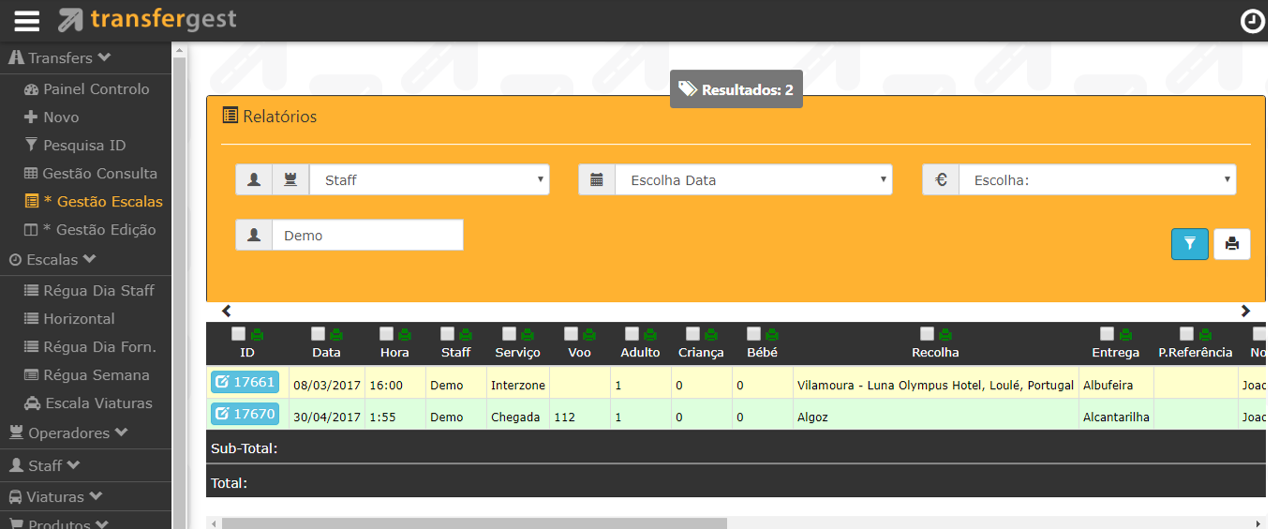 transfergest
Transfers
Painel Controlo
Novo
Pesquisa ID
Gestão Consulta
* Gestão Escalas
* Gestão Edição
Escalas
Régua Dia Staff
Horizontal
Régua Dia Forn.
Régua Semana
Escala Viaturas
Operadores
Staff
Viaturas
Produtos
Resultados: 2
Relatórios
Staff Escolha Data € Escolha:
Demo
ID Data Hora Staff Serviço Voo Adulto Criança Bébé Recolha Entrega P.Referência No
17661 08/03/2017 16:00 Demo Interzone 1 0 0 Vilamoura - Luna Olympus Hotel, Loulé, Portugal Albufeira Joao
17670 30/04/2017 1:55 Demo Chegada 112 1 0 0 Algoz Alcantarilha Joao
Sub-Total:
Total: